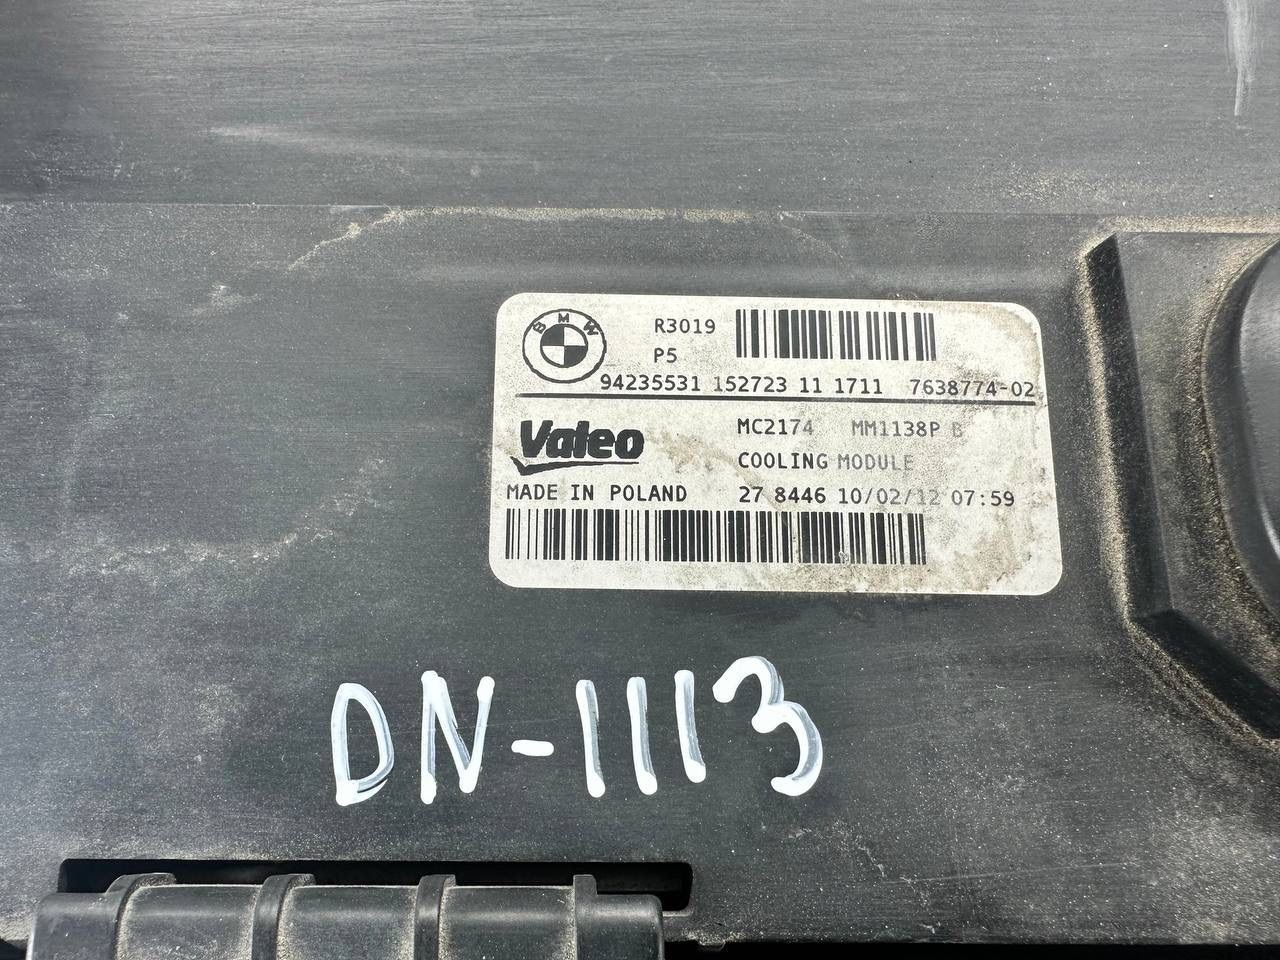 BMW
R3019
P5
94235531 152723 11 1711 7638774-02
Valeo
MC2174 MM1138P B
COOLING MODULE
MADE IN POLAND 27 8446 10/02/12 07:59
DN-1113